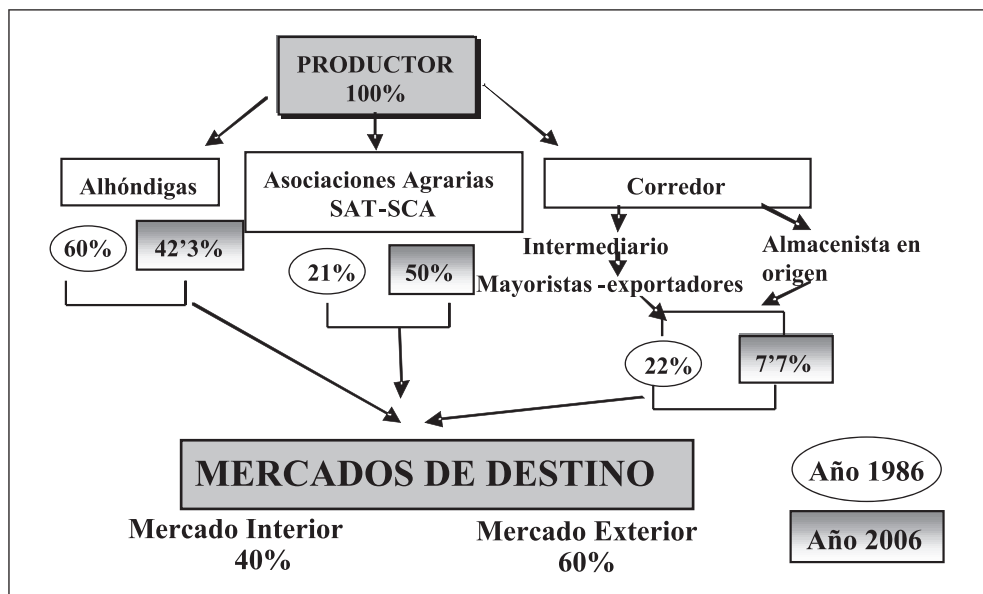 PRODUCTOR
100%
Alhóndigas
Asociaciones Agrarias
SAT-SCA
Corredor
60%
42’3%
21%
50%
Intermediario
Mayoristas -exportadores
Almacenista en
origen
22%
7’7%
MERCADOS DE DESTINO
Mercado Interior
40%
Mercado Exterior
60%
Año 1986
Año 2006